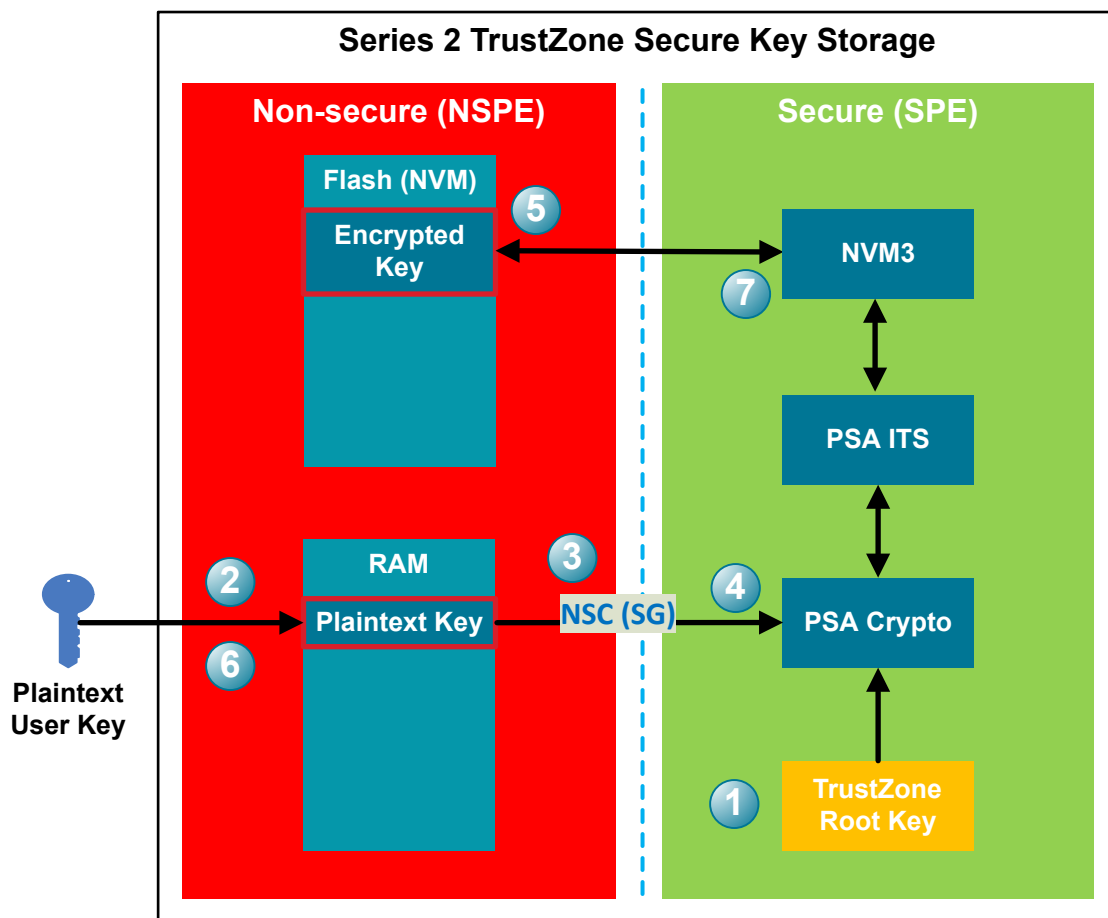 Series 2 TrustZone Secure Key Storage
Non-secure (NSPE)
Flash (NVM)
Encrypted
Key
5
RAM
Plaintext Key
2
6
3
NSC (SG)
Plaintext
User Key
Secure (SPE)
NVM3
7
PSA ITS
4
PSA Crypto
1
TrustZone
Root Key